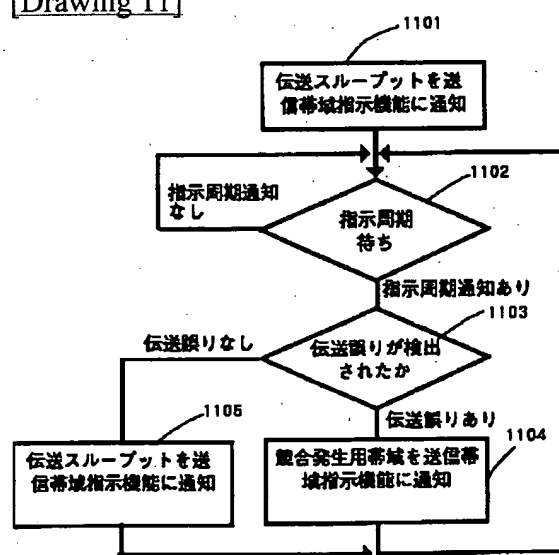 [Drawing 11]
1101
伝送スループットを送
信帯域指示機能に通知
1102
指示周期通知
なし
指示周期
待ち
指示周期通知あり
1103
伝送誤りなし
伝送誤りが検出
されたか
1105
伝送誤りあり
1104
伝送スループットを送
信帯域指示機能に通知
競合発生用帯域を送信帯
域指示機能に通知